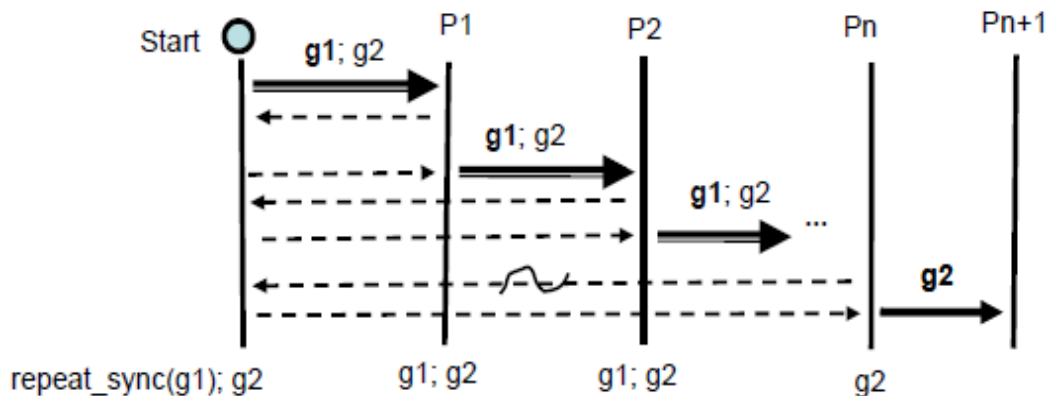 Start P1 P2 Pn Pn+1
g1; g2
g1; g2
g1; g2
...
g2
repeat_sync(g1); g2 g1; g2 g1; g2 g2